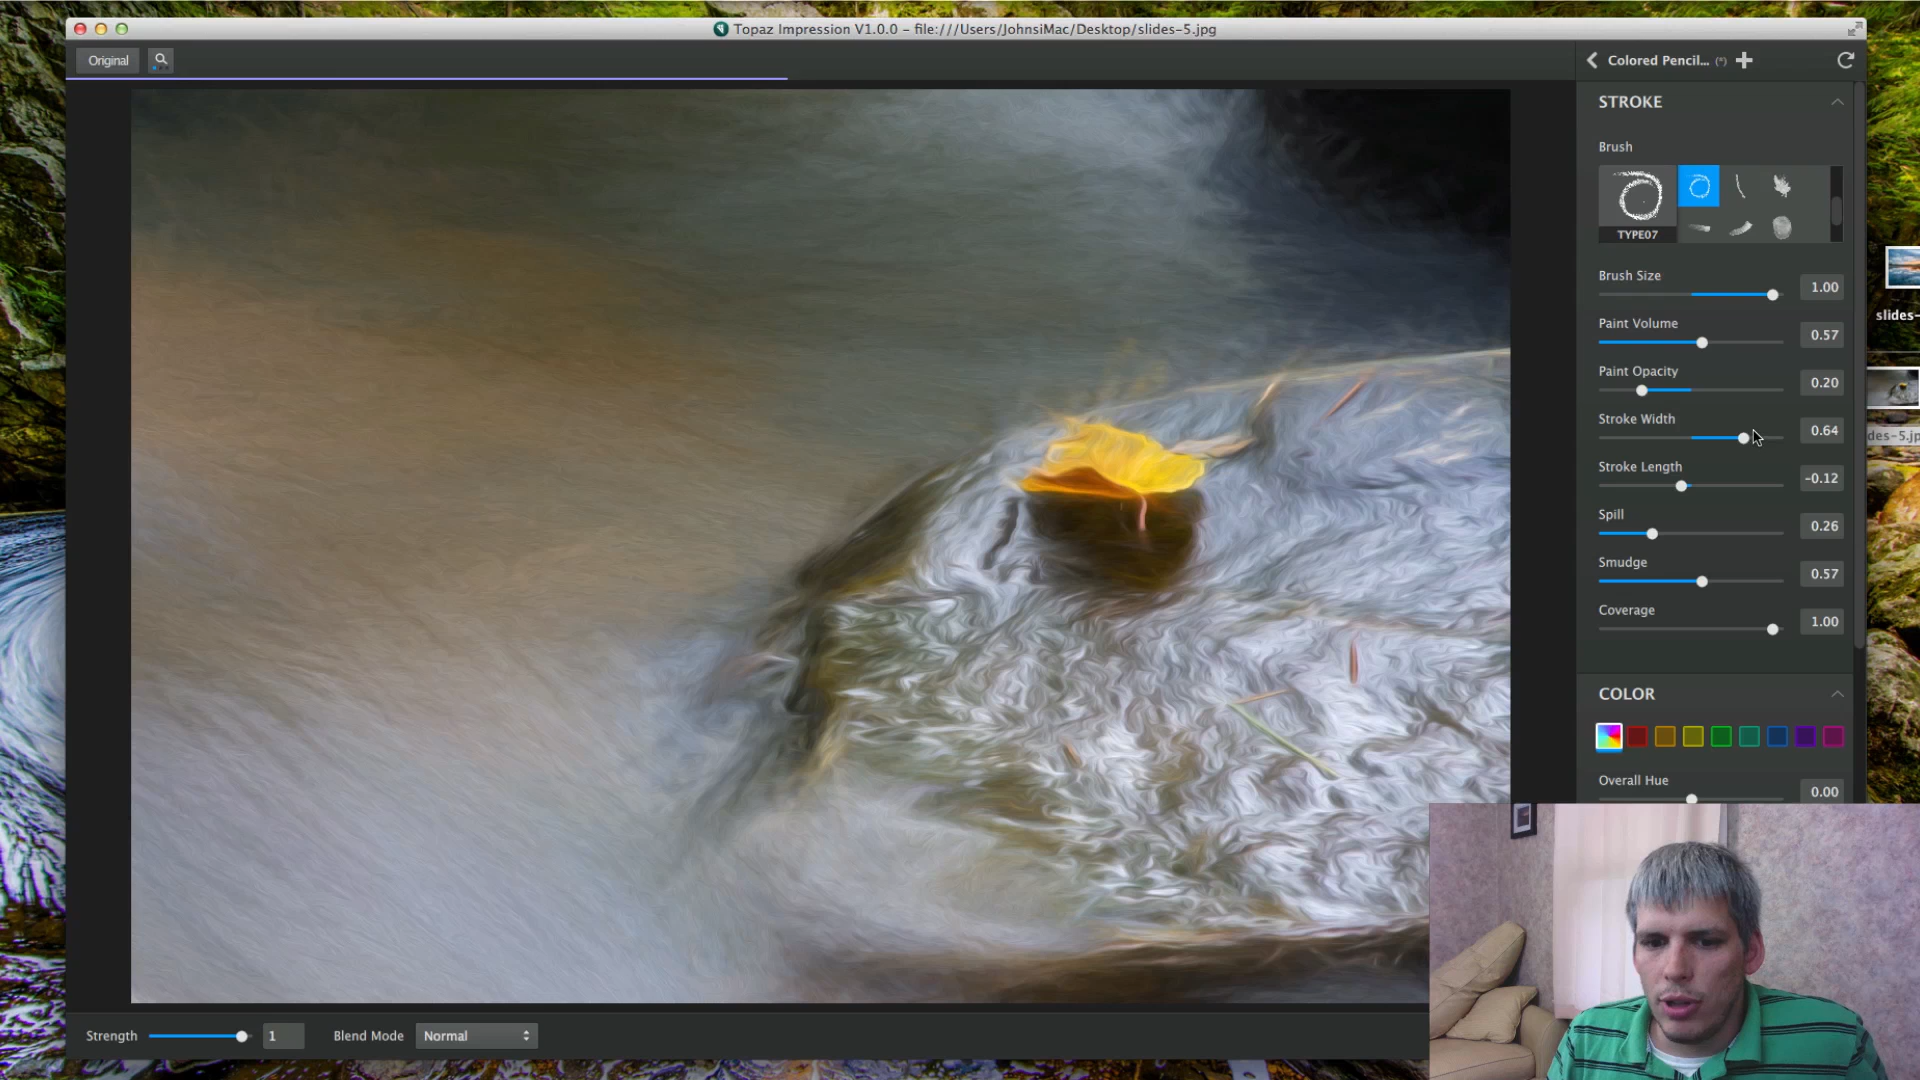 Topaz Impression V1.0.0 – file:///Users/JohnsiMac/Desktop/slides-5.jpg
Original
Colored Pencil... (*)
STROKE
Brush
TYPE07
Brush Size
1.00
Paint Volume
0.57
Paint Opacity
0.20
Stroke Width
0.64
Stroke Length
-0.12
Spill
0.26
Smudge
0.57
Coverage
1.00
COLOR
Overall Hue
0.00
slides-
des-5.jp
Strength
1
Blend Mode
Normal